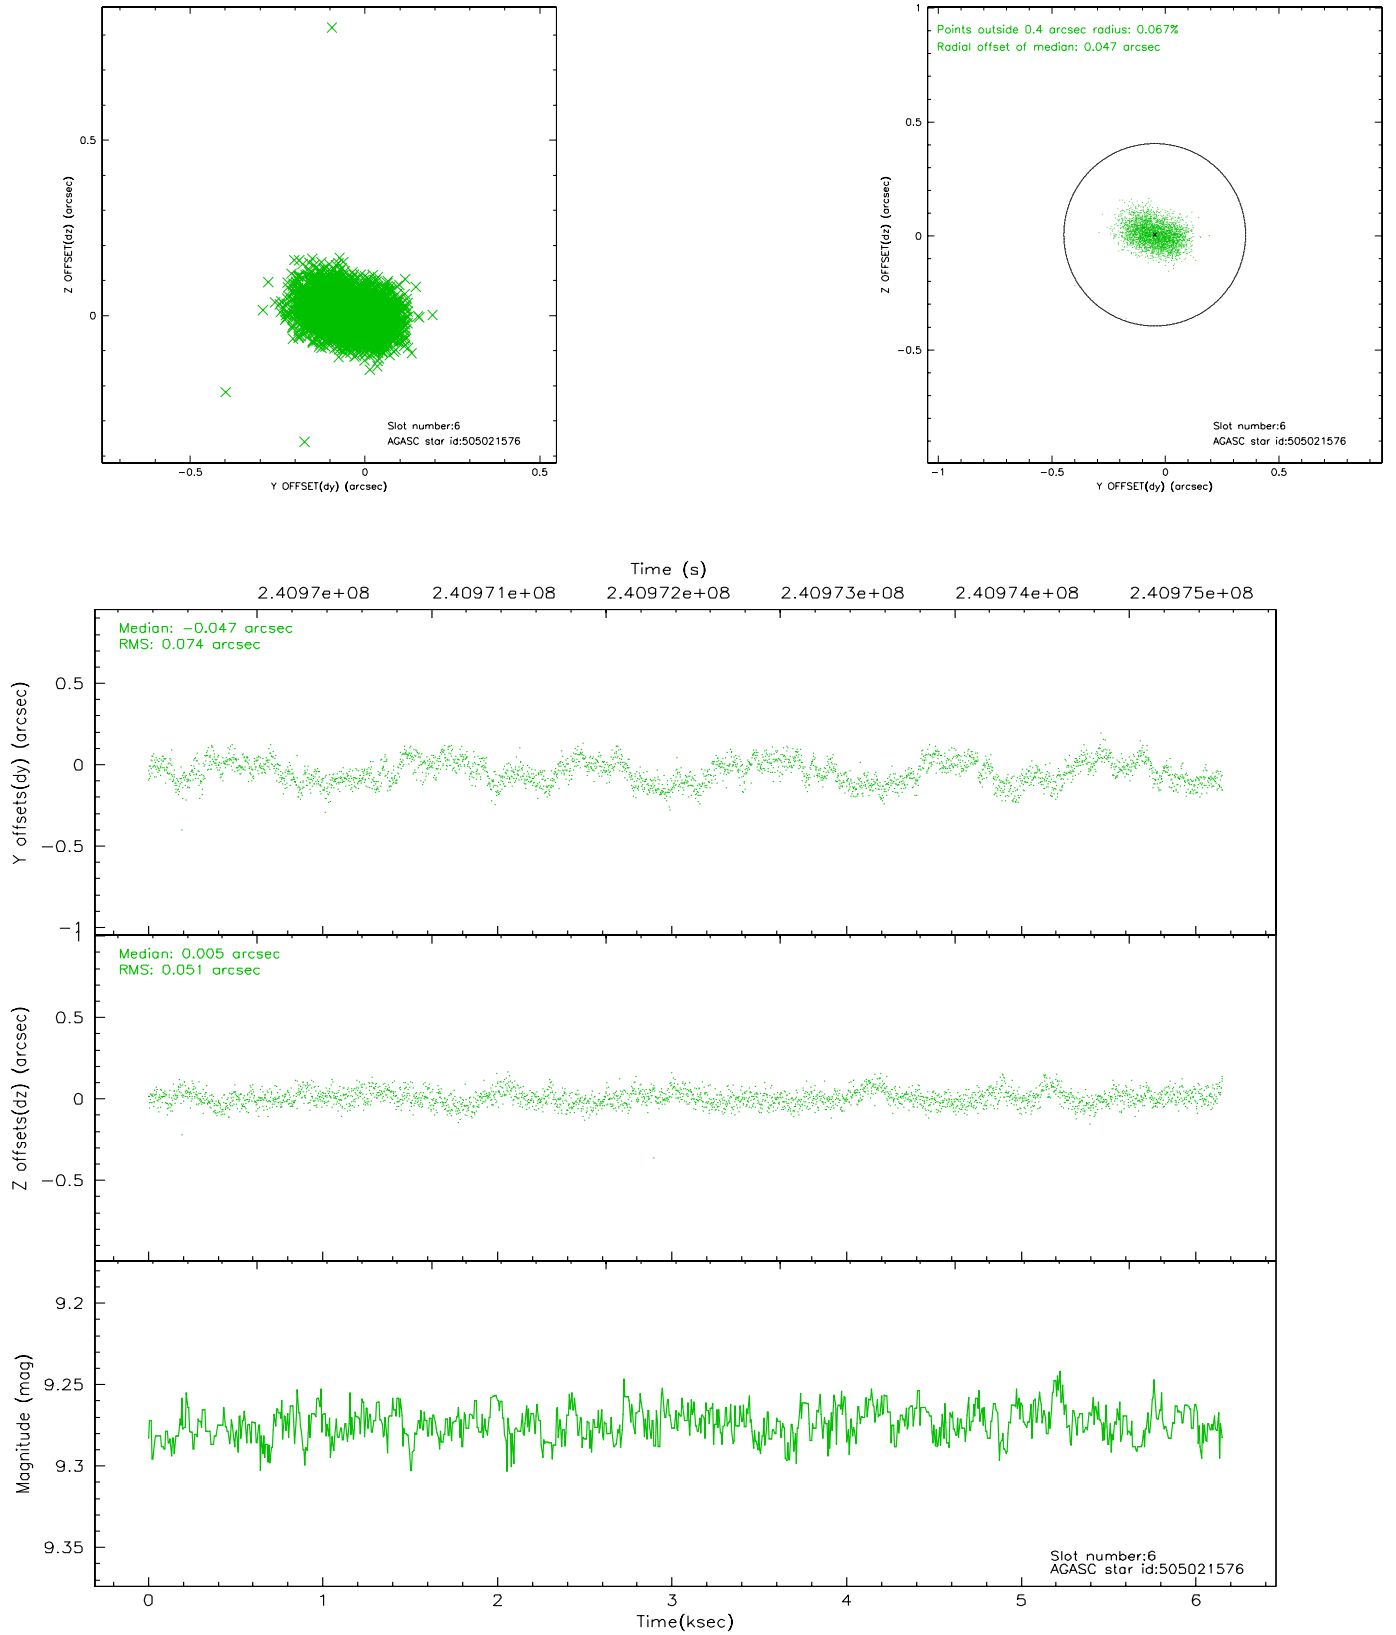 0.5
0
Z OFFSET(dz) (arcsec)
Slot number:6
AGASC star id:505021576
−0.5 0 0.5
Y OFFSET(dy) (arcsec)
Points outside 0.4 arcsec radius: 0.067%
Radial offset of median: 0.047 arcsec
1
0.5
0
−0.5
Z OFFSET(dz) (arcsec)
Slot number:6
AGASC star id:505021576
−1 −0.5 0 0.5
Y OFFSET(dy) (arcsec)
Time (s)
2.4097e+08 2.40971e+08 2.40972e+08 2.40973e+08 2.40974e+08 2.40975e+08
Median: −0.047 arcsec
RMS: 0.074 arcsec
0.5
0
−0.5
−1
Y offsets(dy) (arcsec)
Median: 0.005 arcsec
RMS: 0.051 arcsec
1
0.5
0
−0.5
Z offsets(dz) (arcsec)
9.2
9.25
9.3
9.35
Magnitude (mag)
Slot number:6
AGASC star id:505021576
0 1 2 3 4 5 6
Time(ksec)